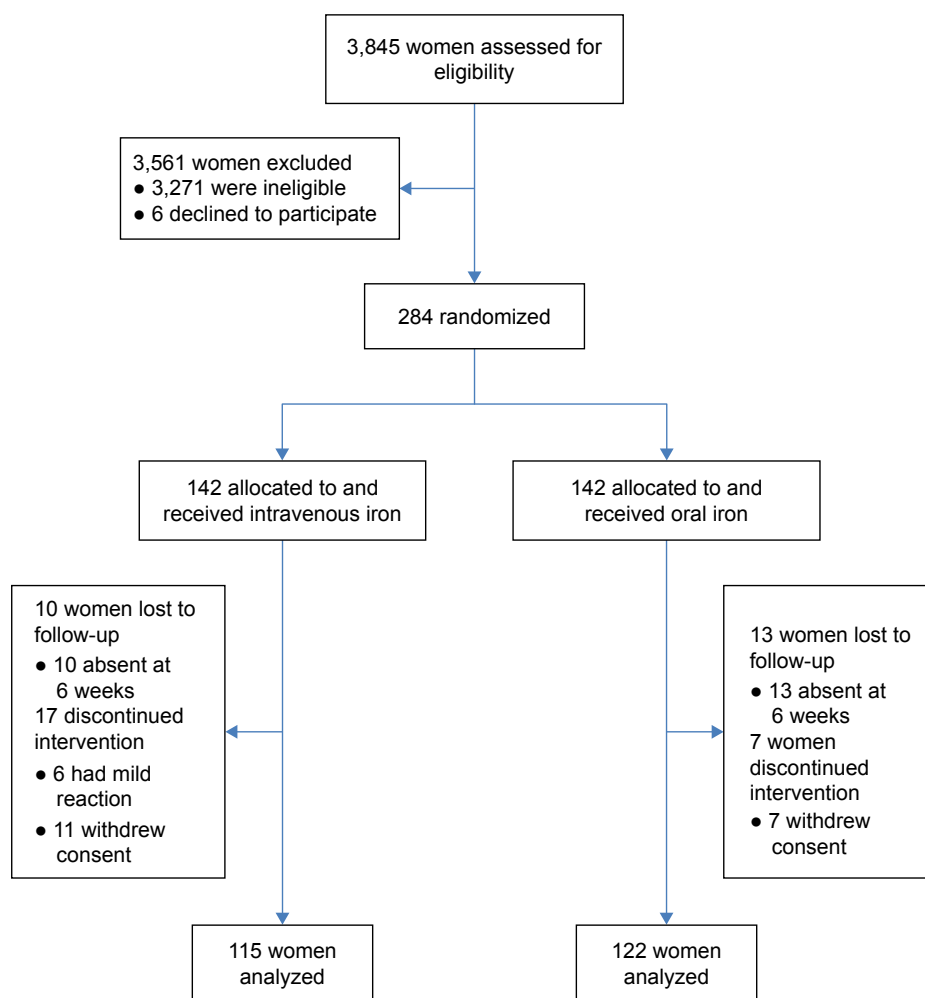 3,845 women assessed for
eligibility
3,561 women excluded
● 3,271 were ineligible
● 6 declined to participate
284 randomized
142 allocated to and
received intravenous iron
142 allocated to and
received oral iron
10 women lost to
follow-up
● 10 absent at
6 weeks
17 discontinued
intervention
● 6 had mild
reaction
● 11 withdrew
consent
13 women lost to
follow-up
● 13 absent at
6 weeks
7 women
discontinued
intervention
● 7 withdrew
consent
115 women
analyzed
122 women
analyzed